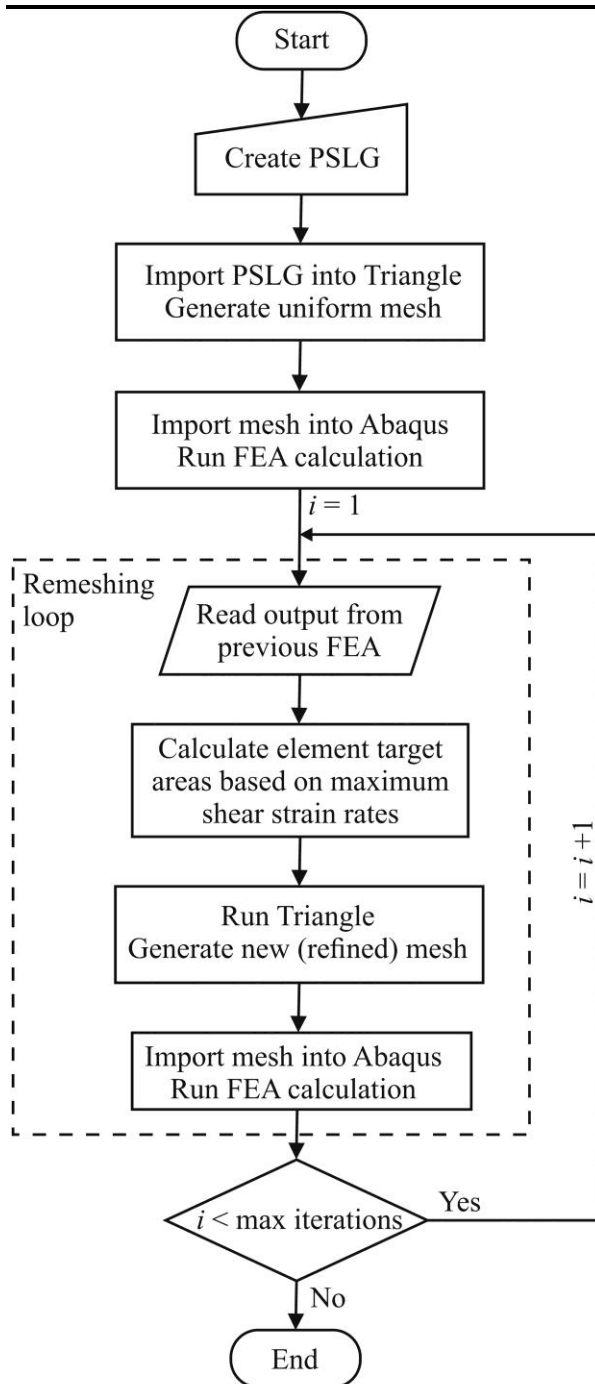 Start
Create PSLG
Import PSLG into Triangle
Generate uniform mesh
Import mesh into Abaqus
Run FEA calculation
i = 1
Remeshing
loop
Read output from
previous FEA
Calculate element target
areas based on maximum
shear strain rates
i = i +1
Run Triangle
Generate new (refined) mesh
Import mesh into Abaqus
Run FEA calculation
i < max iterations
Yes
No
End